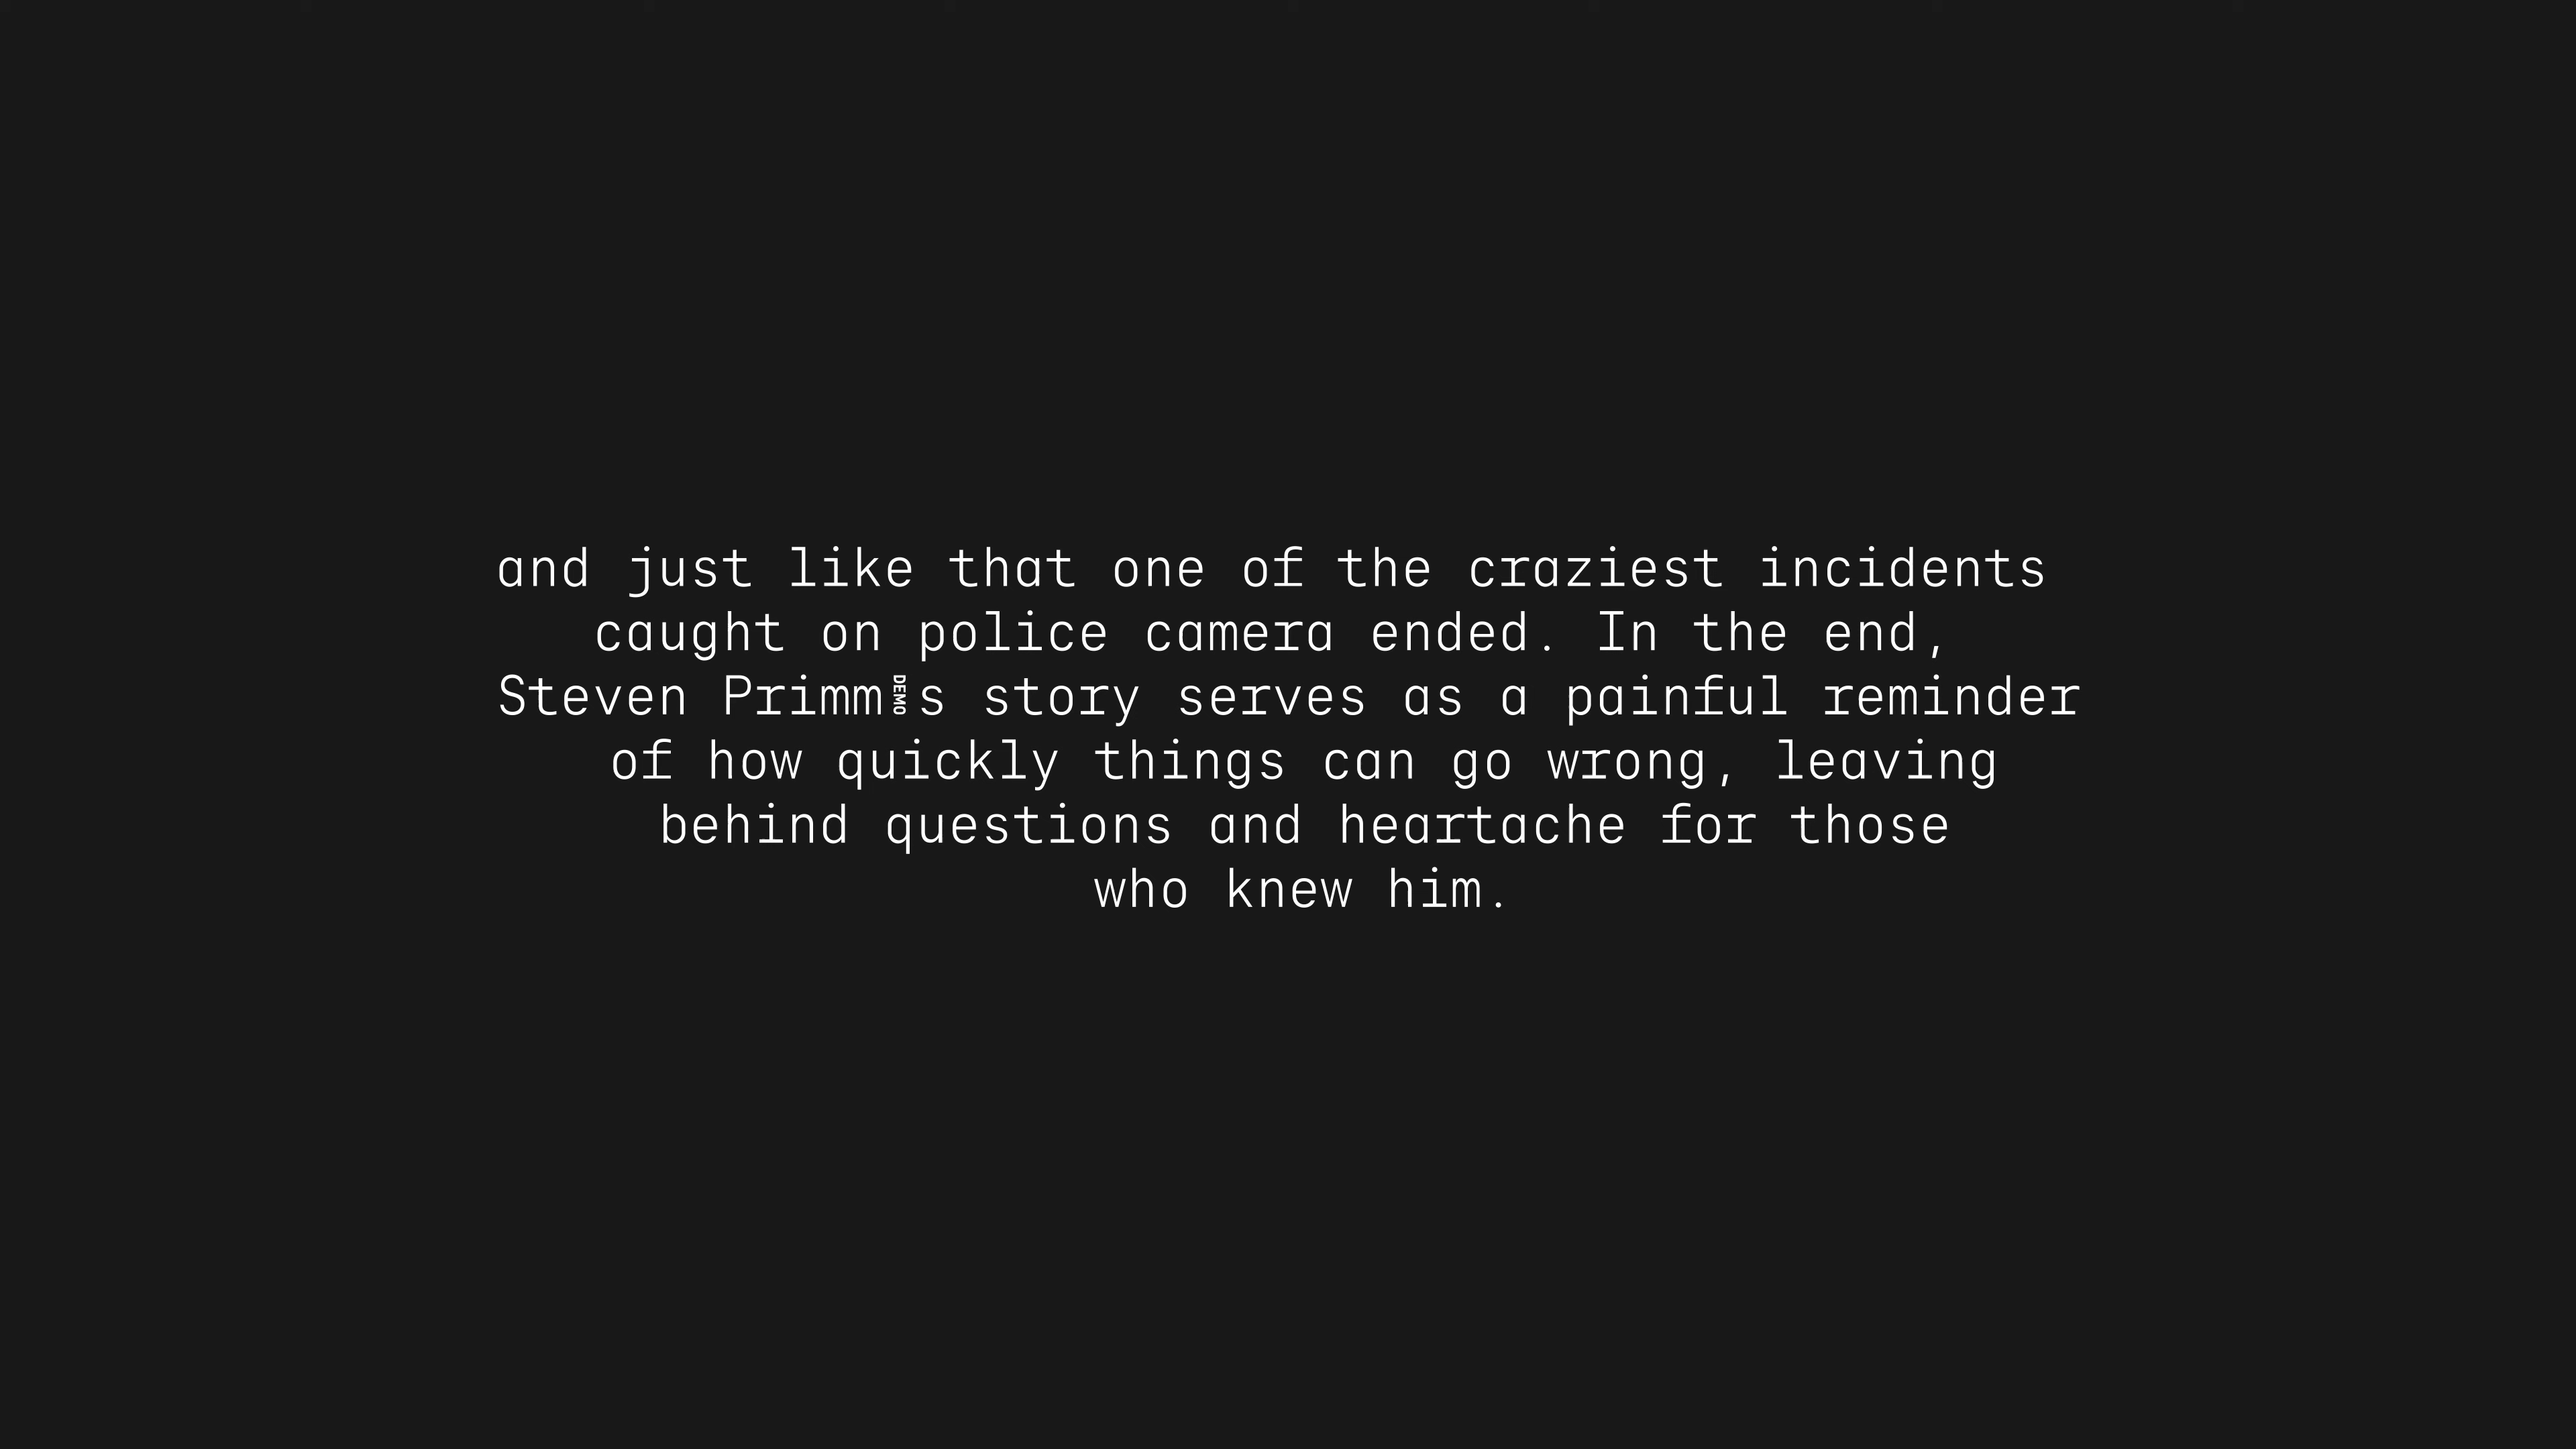 and just like that one of the craziest incidents
caught on police camera ended. In the end,
Steven PrimmDEMOs story serves as a painful reminder
of how quickly things can go wrong, leaving
behind questions and heartache for those
who knew him.